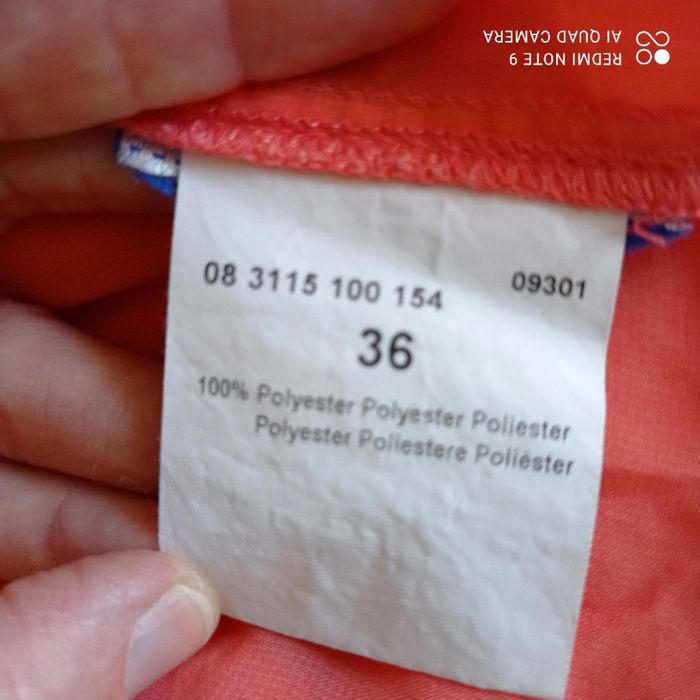 REDMI NOTE 9
AI QUAD CAMERA
08 3115 100 154 09301
36
100% Polyester Polyester Poliester
Polyester Poliestere Poliéster